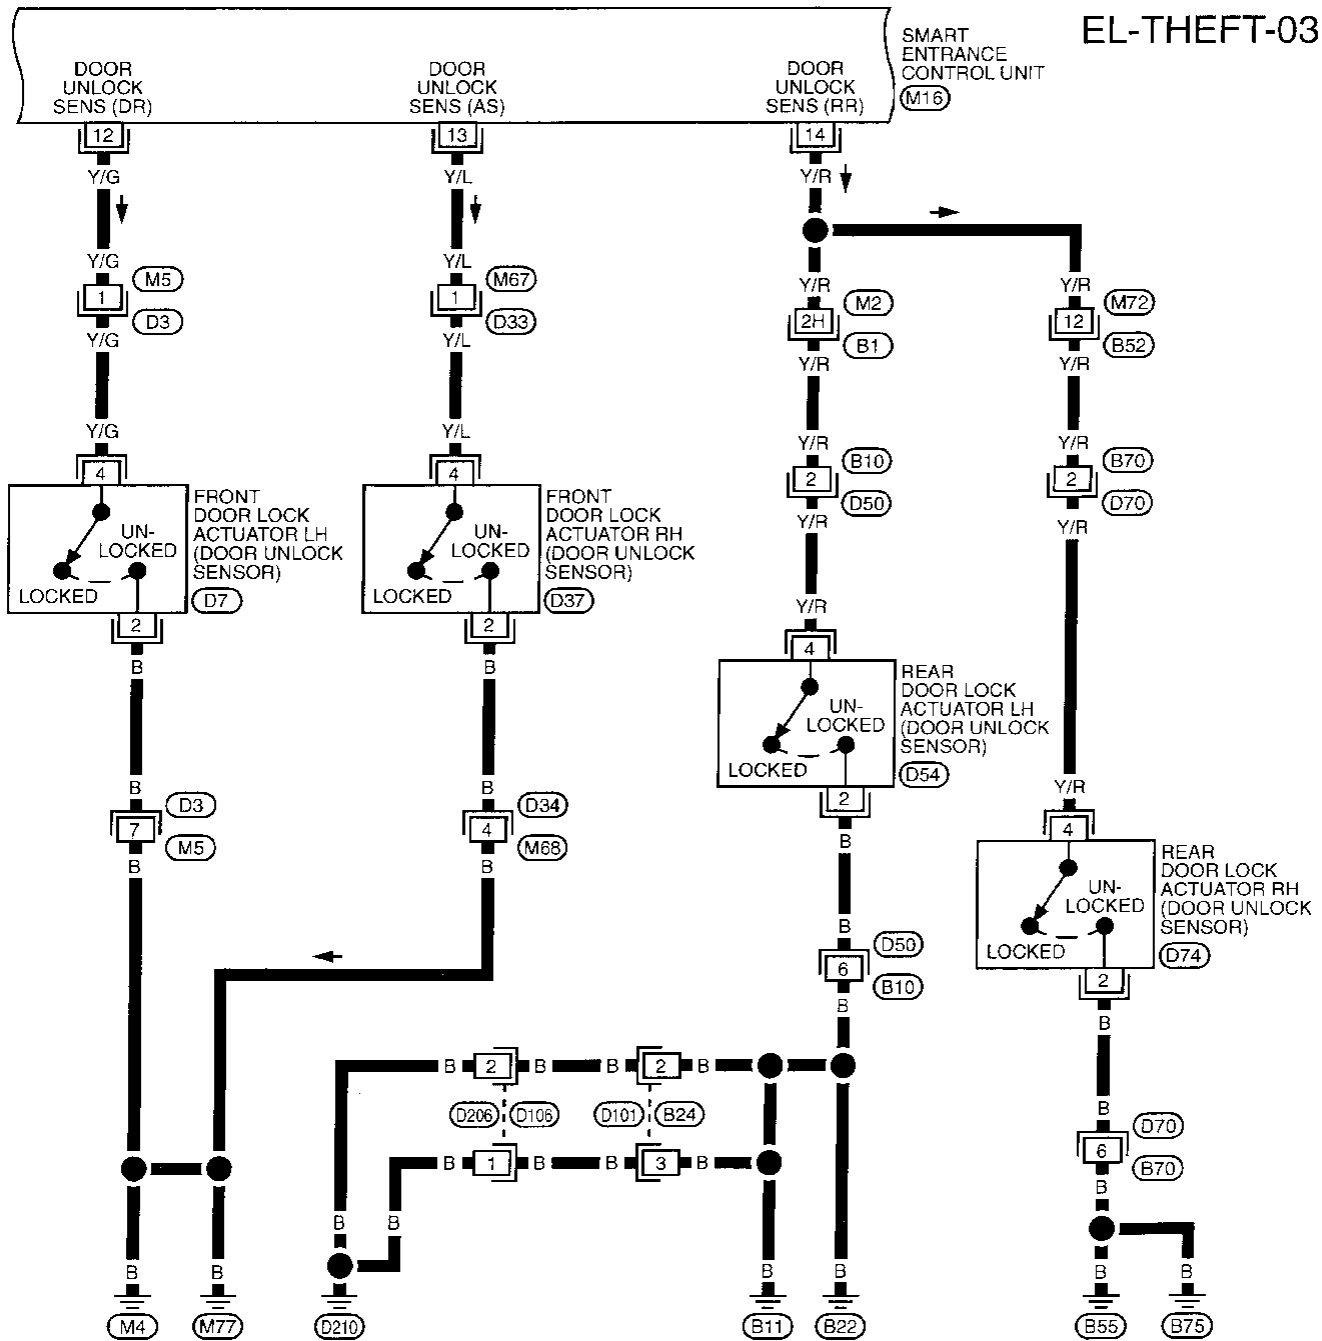 EL-THEFT-03
SMART
ENTRANCE
CONTROL UNIT
M16
DOOR
UNLOCK
SENS (DR)
DOOR
UNLOCK
SENS (AS)
DOOR
UNLOCK
SENS (RR)
12
13
14
Y/G
Y/L
Y/R
Y/G
Y/L
Y/R
Y/R
M5
M67
M2
M72
1
1
2H
12
D3
D33
B1
B52
Y/G
Y/L
Y/R
Y/R
Y/G
Y/L
Y/R
Y/R
B10
B70
4
4
2
2
D50
D70
Y/R
Y/R
FRONT
DOOR LOCK
ACTUATOR LH
(DOOR UNLOCK
SENSOR)
D7
UN-
LOCKED
LOCKED
FRONT
DOOR LOCK
ACTUATOR RH
(DOOR UNLOCK
SENSOR)
D37
UN-
LOCKED
LOCKED
2
2
B
B
Y/R
4
REAR
DOOR LOCK
ACTUATOR LH
(DOOR UNLOCK
SENSOR)
D54
UN-
LOCKED
LOCKED
2
B
B
Y/R
D3
D34
7
4
4
M5
M68
B
B
B
REAR
DOOR LOCK
ACTUATOR RH
(DOOR UNLOCK
SENSOR)
D74
UN-
LOCKED
LOCKED
2
B
B
D50
6
B10
B
B
2
B
B
2
B
D206
D106
D101
B24
B
1
B
B
3
B
B
D70
6
B70
B
B
B
B
B
B
B
B
B
M4
M77
D210
B11
B22
B55
B75